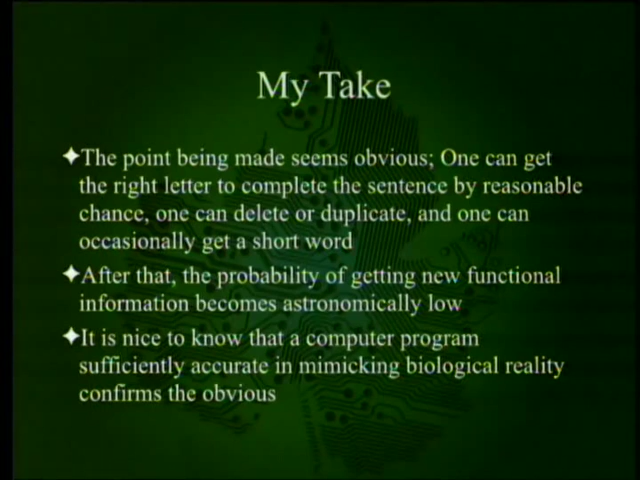 My Take
✦The point being made seems obvious; One can get
the right letter to complete the sentence by reasonable
chance, one can delete or duplicate, and one can
occasionally get a short word
✦After that, the probability of getting new functional
information becomes astronomically low
✦It is nice to know that a computer program
sufficiently accurate in mimicking biological reality
confirms the obvious